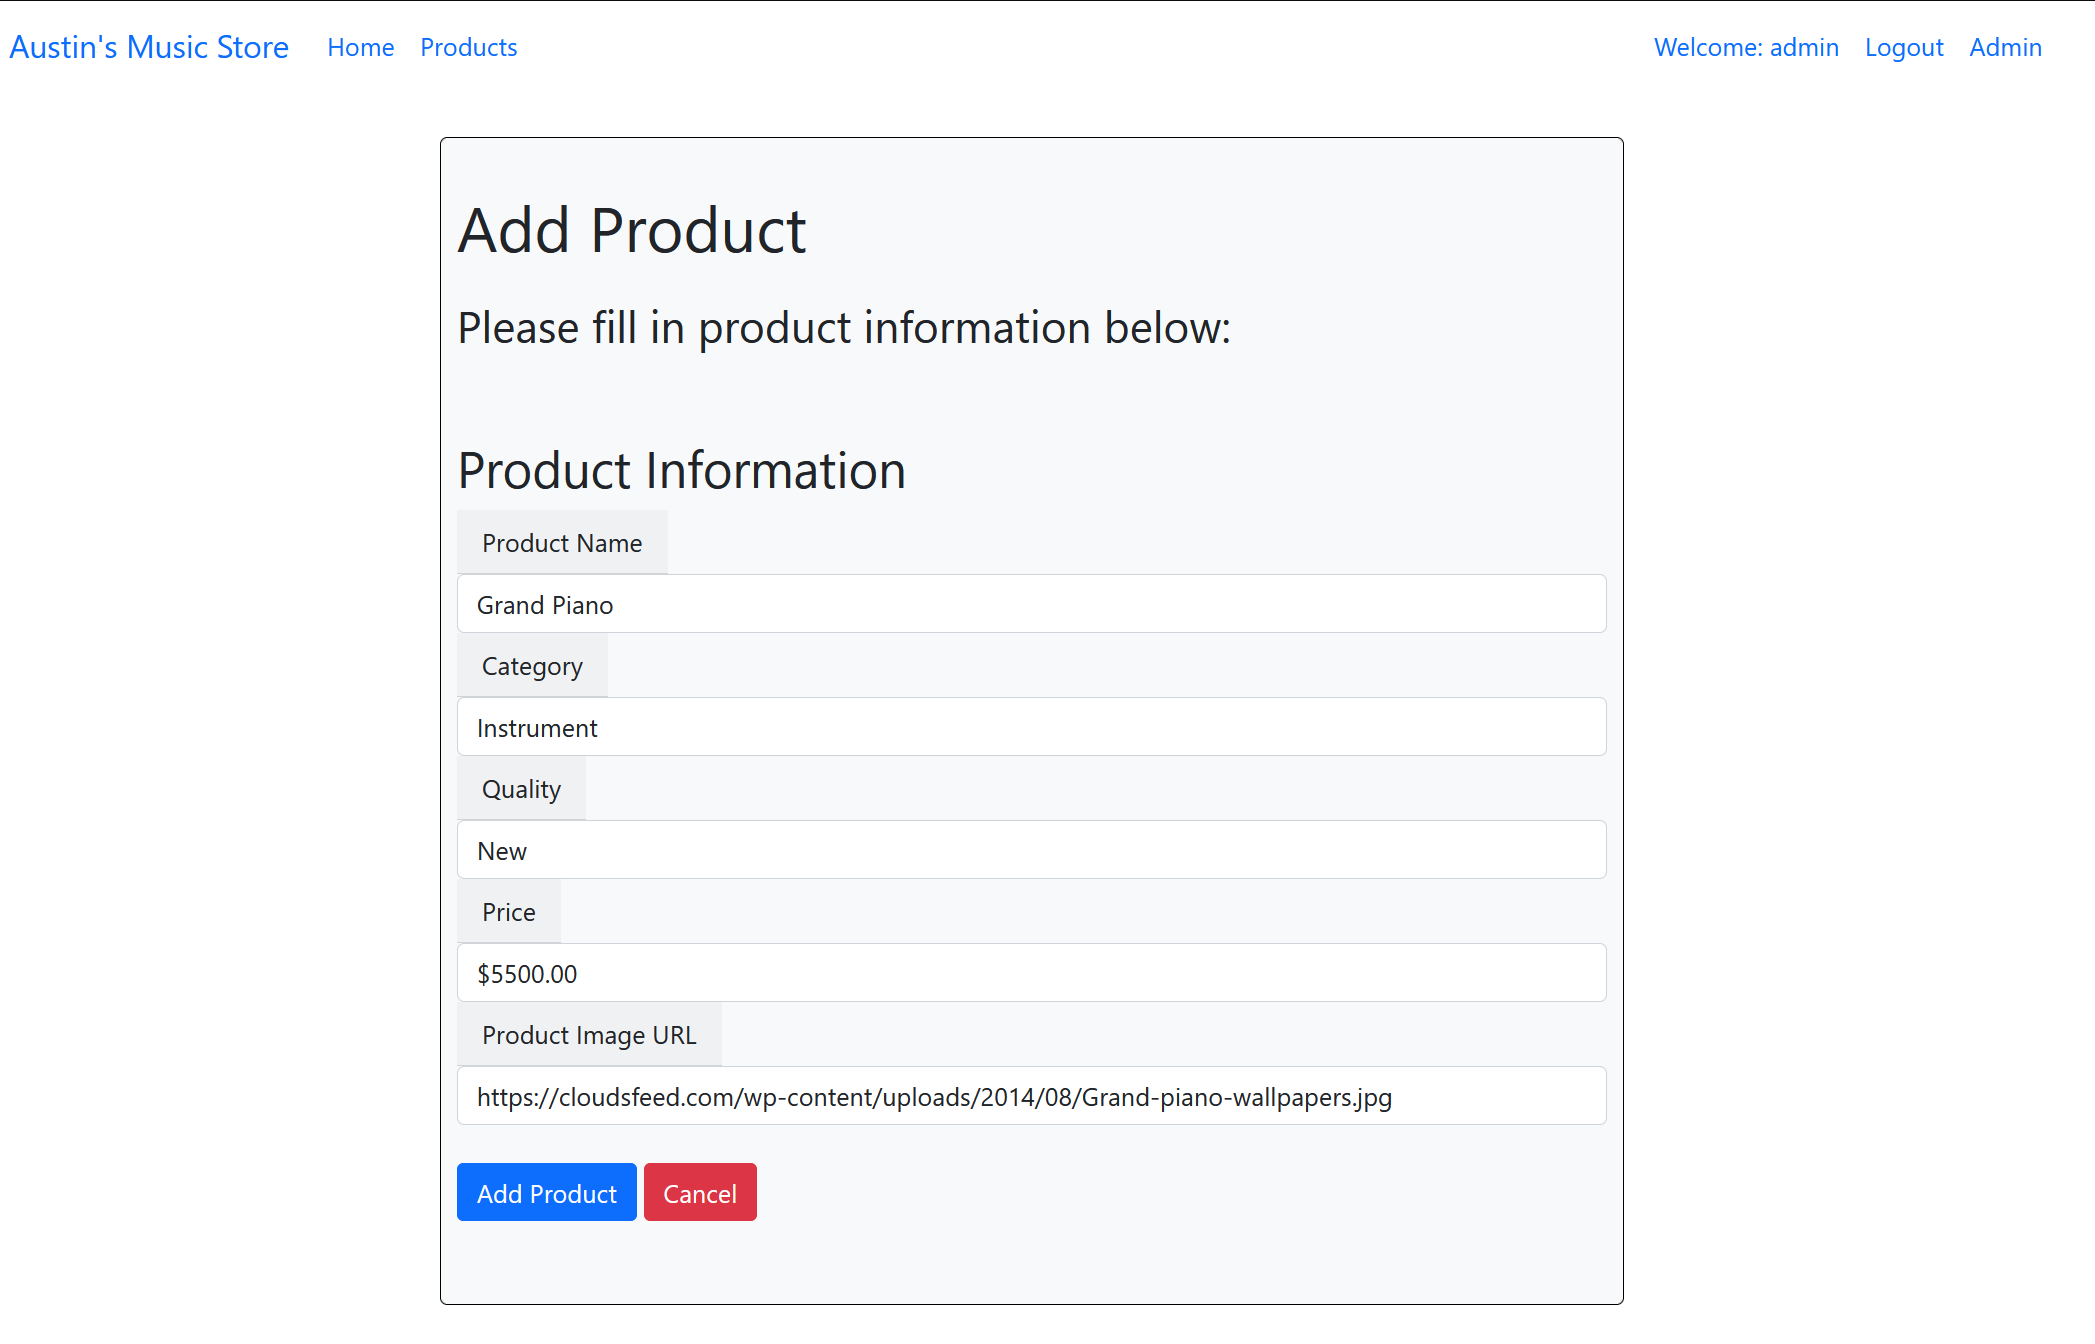 Austin's Music Store Home Products Welcome: admin Logout Admin
Add Product
Please fill in product information below:
Product Information
Product Name
Grand Piano
Category
Instrument
Quality
New
Price
$5500.00
Product Image URL
https://cloudsfeed.com/wp-content/uploads/2014/08/Grand-piano-wallpapers.jpg
Add Product Cancel